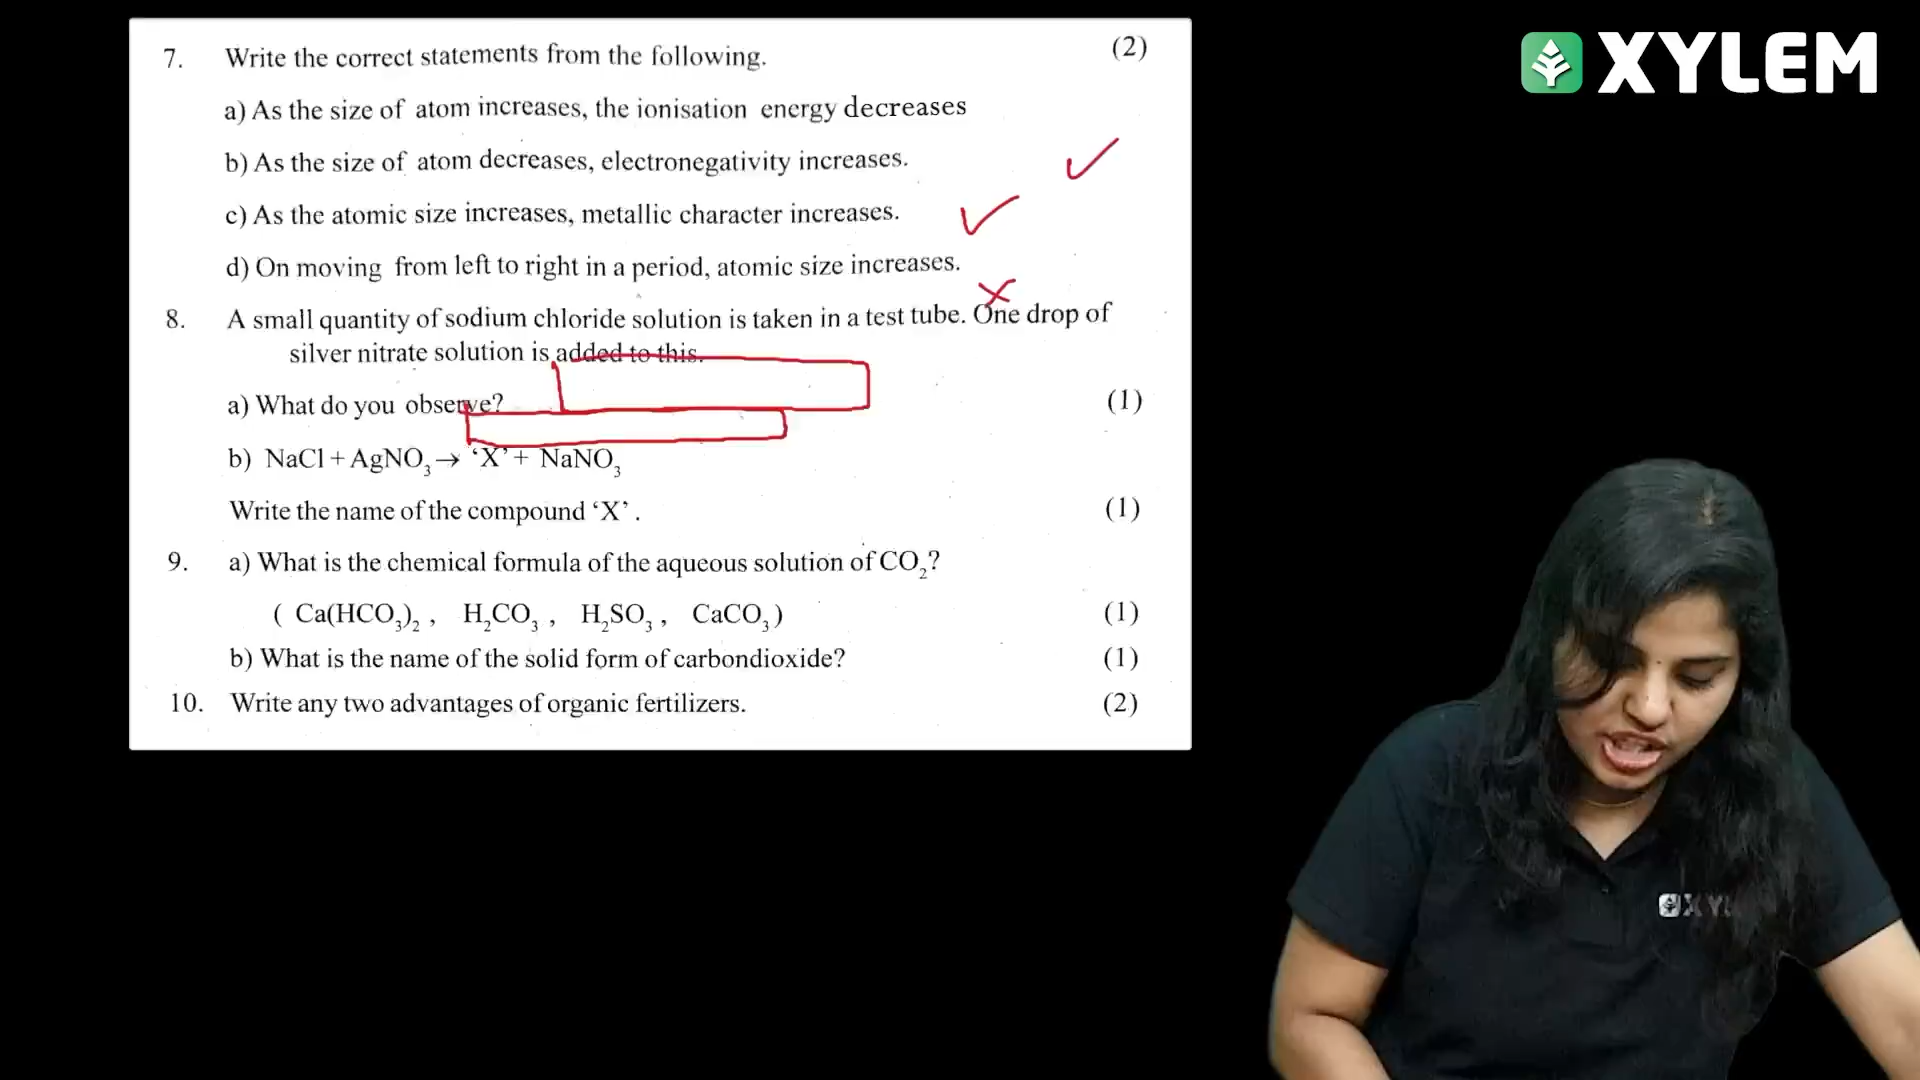 XYLEM
7. Write the correct statements from the following. (2)
a) As the size of atom increases, the ionisation energy decreases
b) As the size of atom decreases, electronegativity increases.
c) As the atomic size increases, metallic character increases.
d) On moving from left to right in a period, atomic size increases.
8. A small quantity of sodium chloride solution is taken in a test tube. One drop of
silver nitrate solution is added to this.
a) What do you observe? (1)
b) NaCl + AgNO₃ → ‘X’ + NaNO₃
Write the name of the compound ‘X’ . (1)
9. a) What is the chemical formula of the aqueous solution of CO₂?
( Ca(HCO₃)₂ , H₂CO₃ , H₂SO₃ , CaCO₃ ) (1)
b) What is the name of the solid form of carbondioxide? (1)
10. Write any two advantages of organic fertilizers. (2)